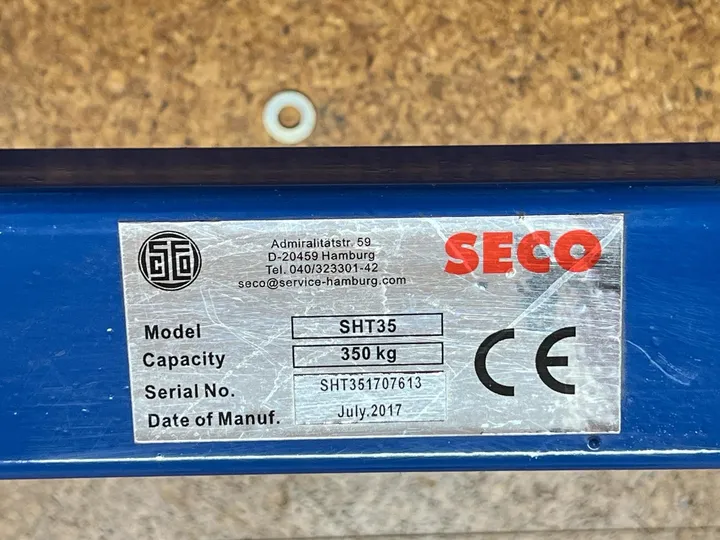 Admiralitätstr. 59
D-20459 Hamburg
Tel. 040/323301-42
seco@service-hamburg.com
SECO
Model SHT35
Capacity 350 kg
Serial No. SHT351707613
Date of Manuf. July.2017
CE